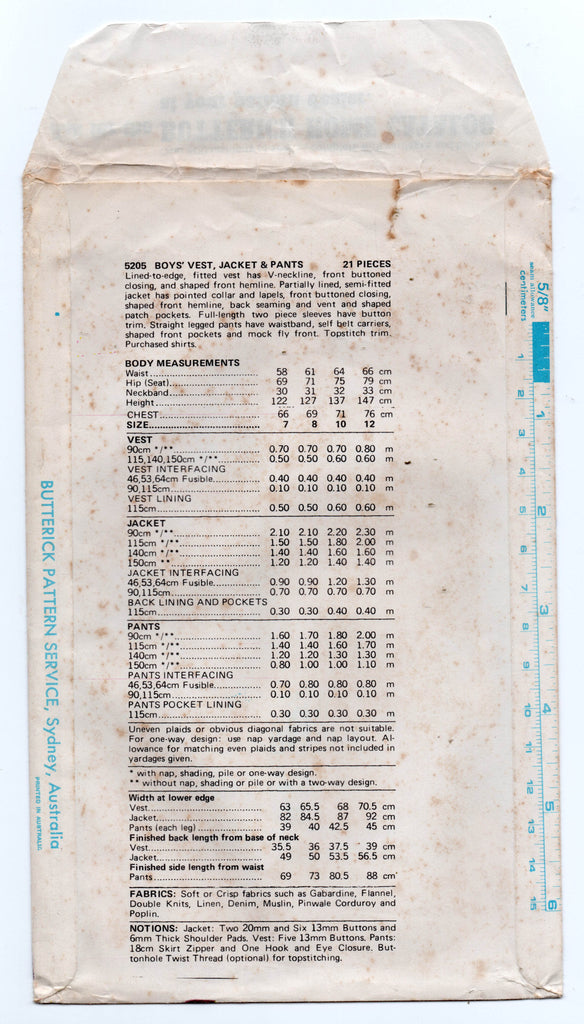 5205 BOYS' VEST, JACKET & PANTS 21 PIECES
Lined-to-edge, fitted vest has V-neckline, front buttoned
closing, and shaped front hemline. Partially lined, semi-fitted
jacket has pointed collar and lapels, front buttoned closing,
shaped front hemline, back seaming and vent and shaped
patch pockets. Full-length two piece sleeves have button
trim. Straight legged pants have waistband, self belt carriers,
shaped front pockets and mock fly front. Topstitch trim.
Purchased shirts.
BODY MEASUREMENTS
Waist 58 61 64 66 cm
Hip (Seat) 69 71 75 79 cm
Neckband 30 31 32 33 cm
Height 122 127 137 147 cm
CHEST 66 69 71 76 cm
SIZE 7 8 10 12
VEST
90cm */** 0.70 0.70 0.70 0.80 m
115,140,150cm */** 0.50 0.50 0.60 0.60 m
VEST INTERFACING
46,53,64cm Fusible 0.40 0.40 0.40 0.40 m
90,115cm 0.10 0.10 0.10 0.10 m
VEST LINING
115cm 0.50 0.50 0.60 0.60 m
JACKET
90cm */** 2.10 2.10 2.20 2.30 m
115cm */** 1.50 1.50 1.80 2.00 m
140cm */** 1.40 1.40 1.60 1.60 m
150cm ** 1.20 1.20 1.40 1.40 m
JACKET INTERFACING
46,53,64cm Fusible 0.90 0.90 1.20 1.30 m
90,115cm 0.70 0.70 0.70 0.70 m
BACK LINING AND POCKETS
115cm 0.30 0.30 0.40 0.40 m
PANTS
90cm */** 1.60 1.70 1.80 2.00 m
115cm */** 1.40 1.40 1.60 1.70 m
140cm */** 1.20 1.20 1.30 1.30 m
150cm */** 0.80 1.00 1.00 1.10 m
PANTS INTERFACING
46,53,64cm Fusible 0.70 0.80 0.80 0.80 m
90,115cm 0.10 0.10 0.10 0.10 m
PANTS POCKET LINING
115cm 0.30 0.30 0.30 0.30 m
Uneven plaids or obvious diagonal fabrics are not suitable.
For one-way design: use nap yardage and nap layout. Al-
lowance for matching even plaids and stripes not included in
yardages given.
* with nap, shading, pile or one-way design.
** without nap, shading or pile or with a two-way design.
Width at lower edge
Vest 63 65.5 68 70.5 cm
Jacket 82 84.5 87 92 cm
Pants (each leg) 39 40 42.5 45 cm
Finished back length from base of neck
Vest 35.5 36 37.5 39 cm
Jacket 49 50 53.5 56.5 cm
Finished side length from waist
Pants 69 73 80.5 88 cm
FABRICS: Soft or Crisp fabrics such as Gabardine, Flannel,
Double Knits, Linen, Denim, Muslin, Pinwale Corduroy and
Poplin.
NOTIONS: Jacket: Two 20mm and Six 13mm Buttons and
6mm Thick Shoulder Pads. Vest: Five 13mm Buttons. Pants:
18cm Skirt Zipper and One Hook and Eye Closure. But-
tonhole Twist Thread (optional) for topstitching.
BUTTERICK PATTERN SERVICE, Sydney, Australia
PRINTED IN AUSTRALIA
5/8"
seam allowance
centimeters
1 2 3 4 5 6
1 2 3 4 5 6 7 8 9 10 11 12 13 14 15